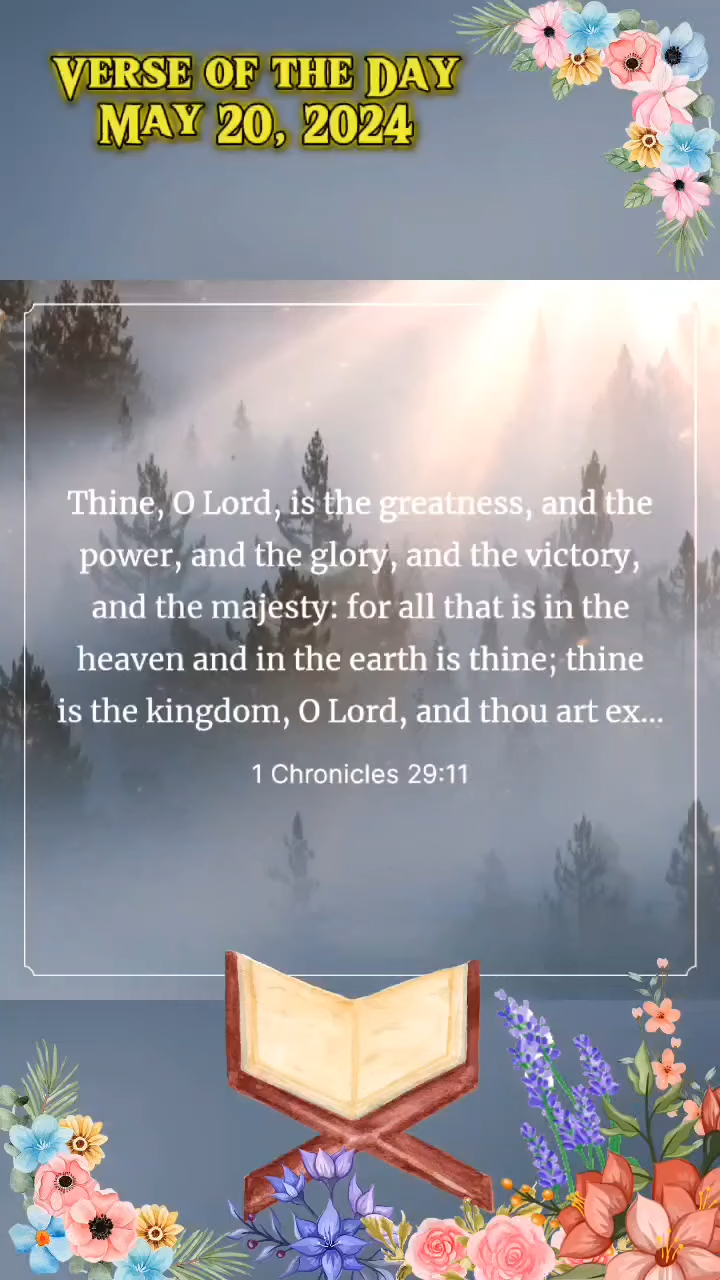 Verse of the Day
May 20, 2024
Thine, O Lord, is the greatness, and the
power, and the glory, and the victory,
and the majesty: for all that is in the
heaven and in the earth is thine; thine
is the kingdom, O Lord, and thou art ex...
1 Chronicles 29:11